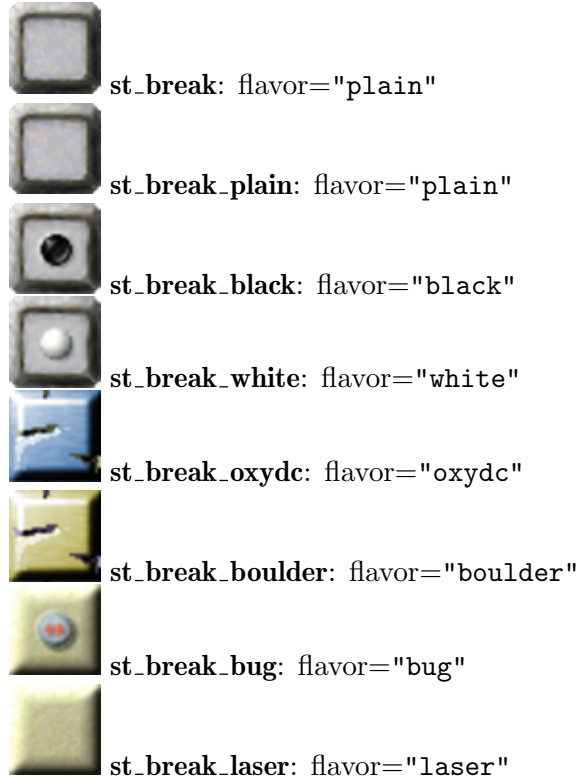 st_break: flavor="plain"
st_break_plain: flavor="plain"
st_break_black: flavor="black"
st_break_white: flavor="white"
st_break_oxydc: flavor="oxydc"
st_break_boulder: flavor="boulder"
st_break_bug: flavor="bug"
st_break_laser: flavor="laser"